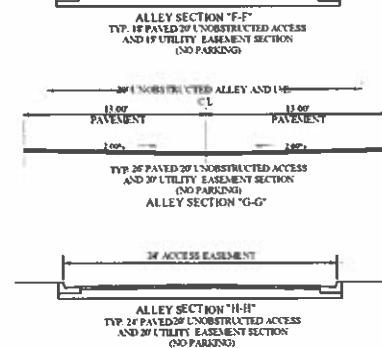 ALLEY SECTION "F-F"
TYP. 18' PAVED 20' UNOBSTRUCTED ACCESS
AND 15' UTILITY EASEMENT SECTION
(NO PARKING)
20' UNOBSTRUCTED ALLEY AND U.E.
CL
13.00' 13.00'
PAVEMENT PAVEMENT
2.00% 2.00%
TYP. 26' PAVED 20' UNOBSTRUCTED ACCESS
AND 20' UTILITY EASEMENT SECTION
(NO PARKING)
ALLEY SECTION "G-G"
24' ACCESS EASEMENT
ALLEY SECTION "H-H"
TYP. 24' PAVED 20' UNOBSTRUCTED ACCESS
AND 20' UTILITY EASEMENT SECTION
(NO PARKING)